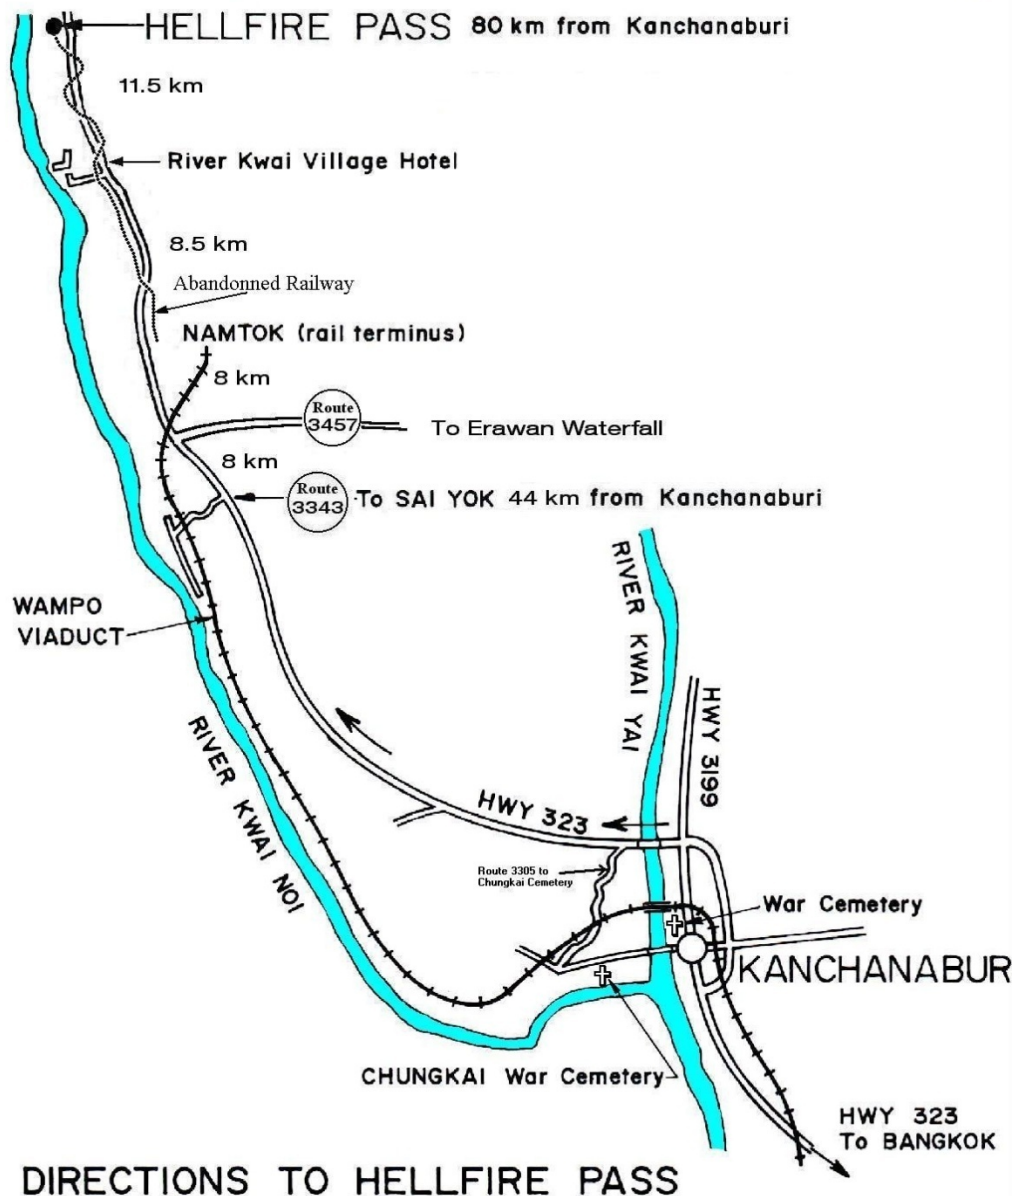 HELLFIRE PASS 80 km from Kanchanaburi
11.5 km
River Kwai Village Hotel
8.5 km
Abandonned Railway
NAMTOK (rail terminus)
8 km
Route
3457
To Erawan Waterfall
8 km
Route
3343
To SAI YOK 44 km from Kanchanaburi
RIVER KWAI YAI
WAMPO
VIADUCT
HWY 3199
RIVER KWAI NOI
HWY 323
Route 3305 to
Chungkai Cemetery
War Cemetery
KANCHANABUR
CHUNGKAI War Cemetery
HWY 323
To BANGKOK
DIRECTIONS TO HELLFIRE PASS